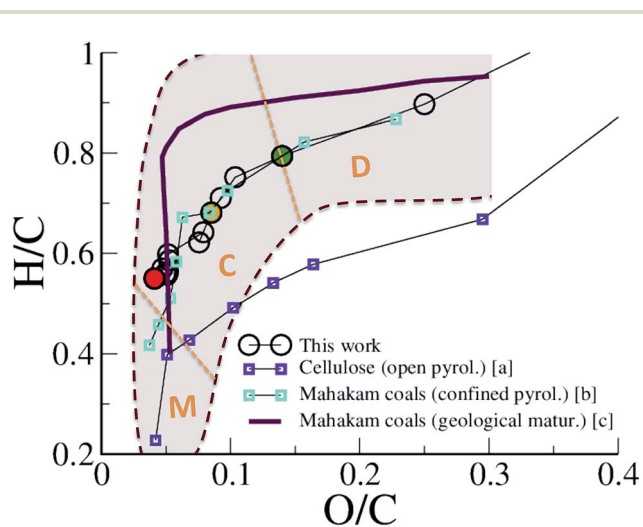 1
0.8
0.6
0.4
0.2
H/C
D
C
M
This work
Cellulose (open pyrol.) [a]
Mahakam coals (confined pyrol.) [b]
Mahakam coals (geological matur.) [c]
0 0.1 0.2 0.3 0.4
O/C